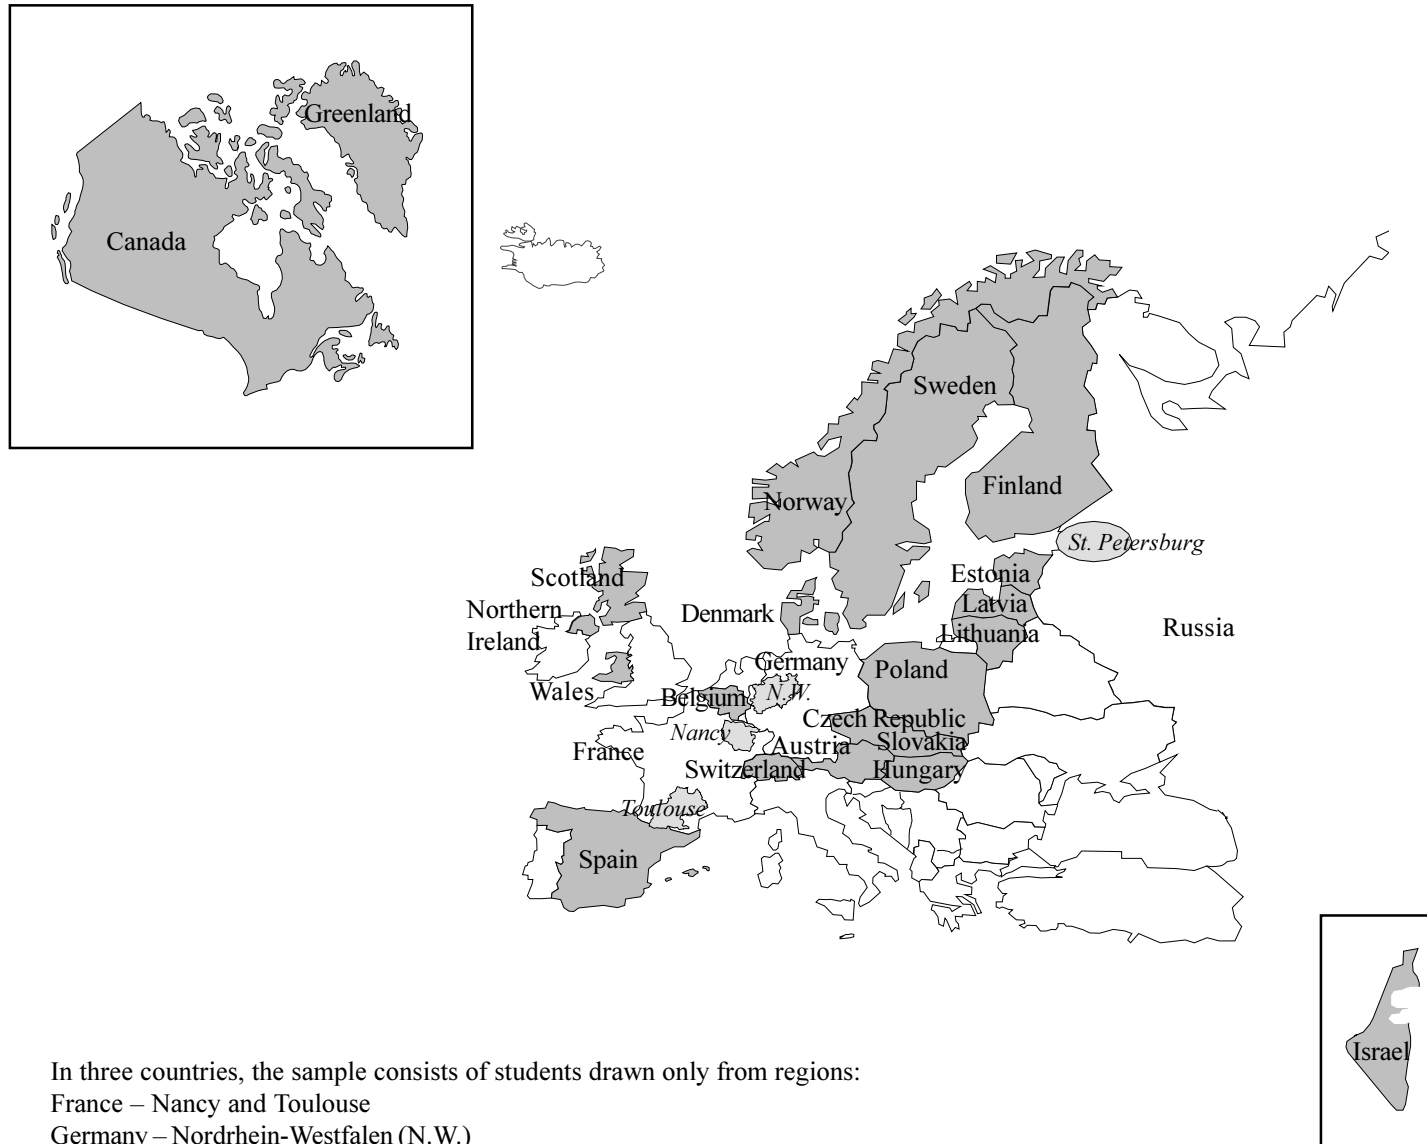 Greenland
Canada
Sweden
Finland
Norway
St. Petersburg
Scotland
Estonia
Northern
Ireland
Denmark
Latvia
Lithuania
Russia
Germany
Poland
Wales
Belgium
N.W.
Czech Republic
Nancy
France
Austria
Slovakia
Switzerland
Hungary
Toulouse
Spain
Israel
In three countries, the sample consists of students drawn only from regions:
France – Nancy and Toulouse
Germany – Nordrhein-Westfalen (N.W.)